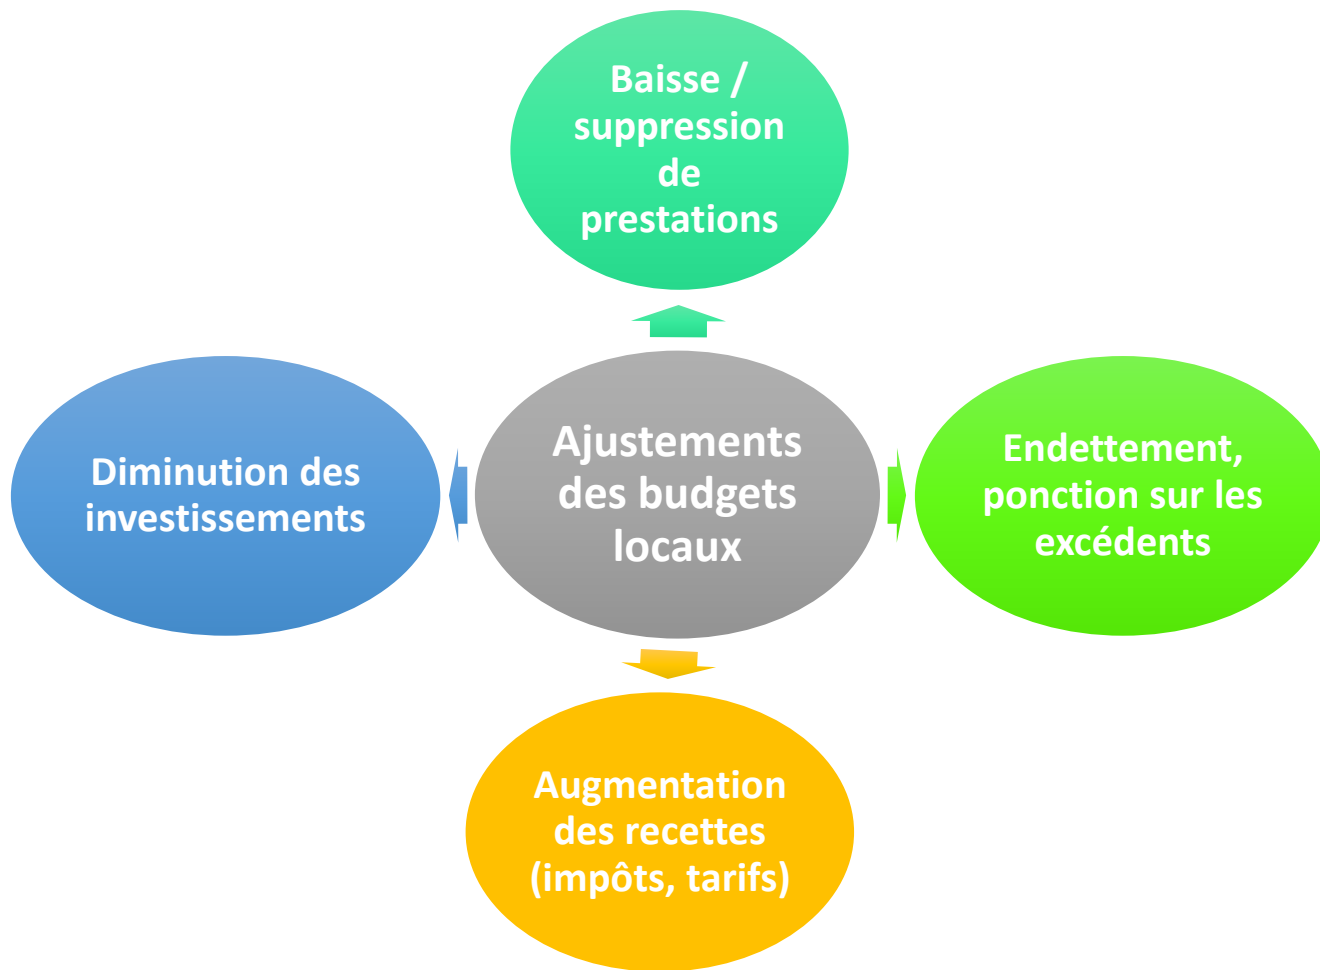 Baisse /
suppression
de
prestations
Diminution des
investissements
Ajustements
des budgets
locaux
Endettement,
ponction sur les
excédents
Augmentation
des recettes
(impôts, tarifs)